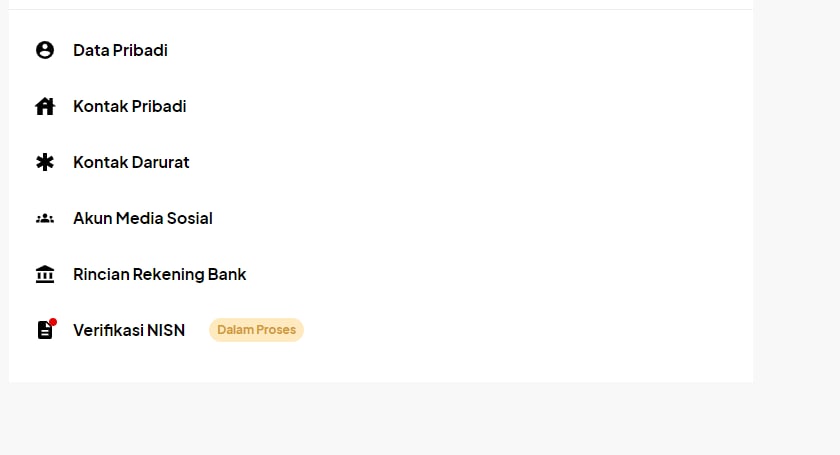 Data Pribadi
Kontak Pribadi
Kontak Darurat
Akun Media Sosial
Rincian Rekening Bank
Verifikasi NISN Dalam Proses